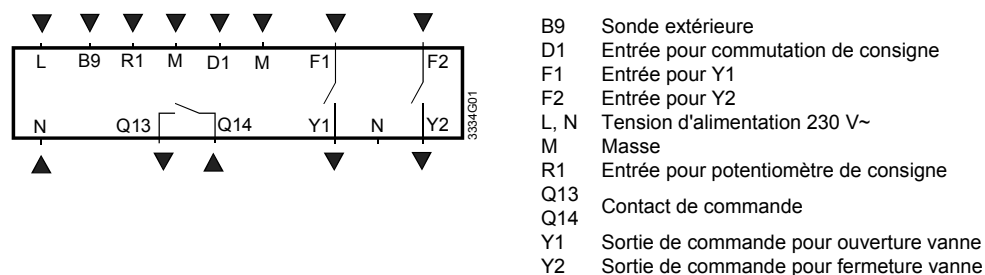 L B9 R1 M D1 M F1 F2
N Q13 Q14 Y1 N Y2
3334G01
B9 Sonde extérieure
D1 Entrée pour commutation de consigne
F1 Entrée pour Y1
F2 Entrée pour Y2
L, N Tension d'alimentation 230 V~
M Masse
R1 Entrée pour potentiomètre de consigne
Q13
Q14 Contact de commande
Y1 Sortie de commande pour ouverture vanne
Y2 Sortie de commande pour fermeture vanne